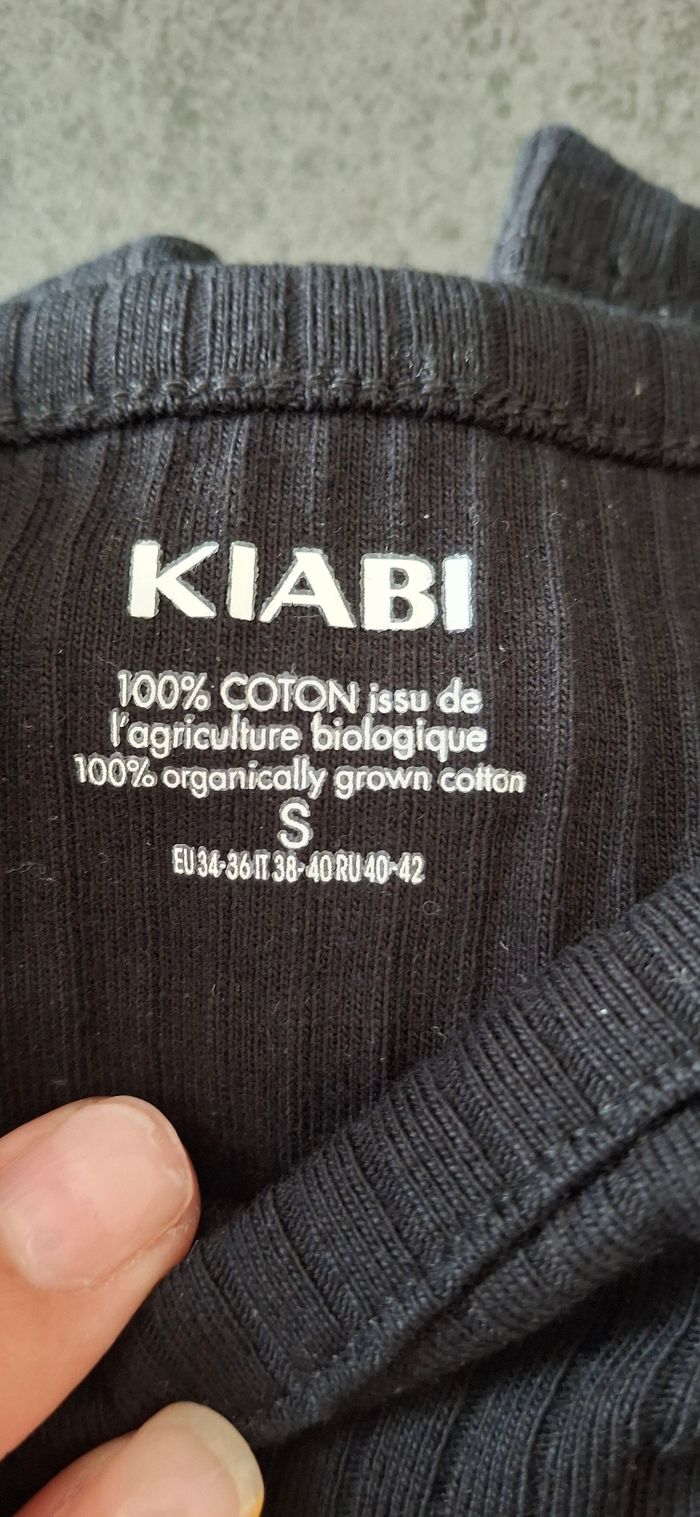 KIABI
100% COTON issu de
l'agriculture biologique
100% organically grown cotton
S
EU 34-36 IT 38-40 RU 40-42